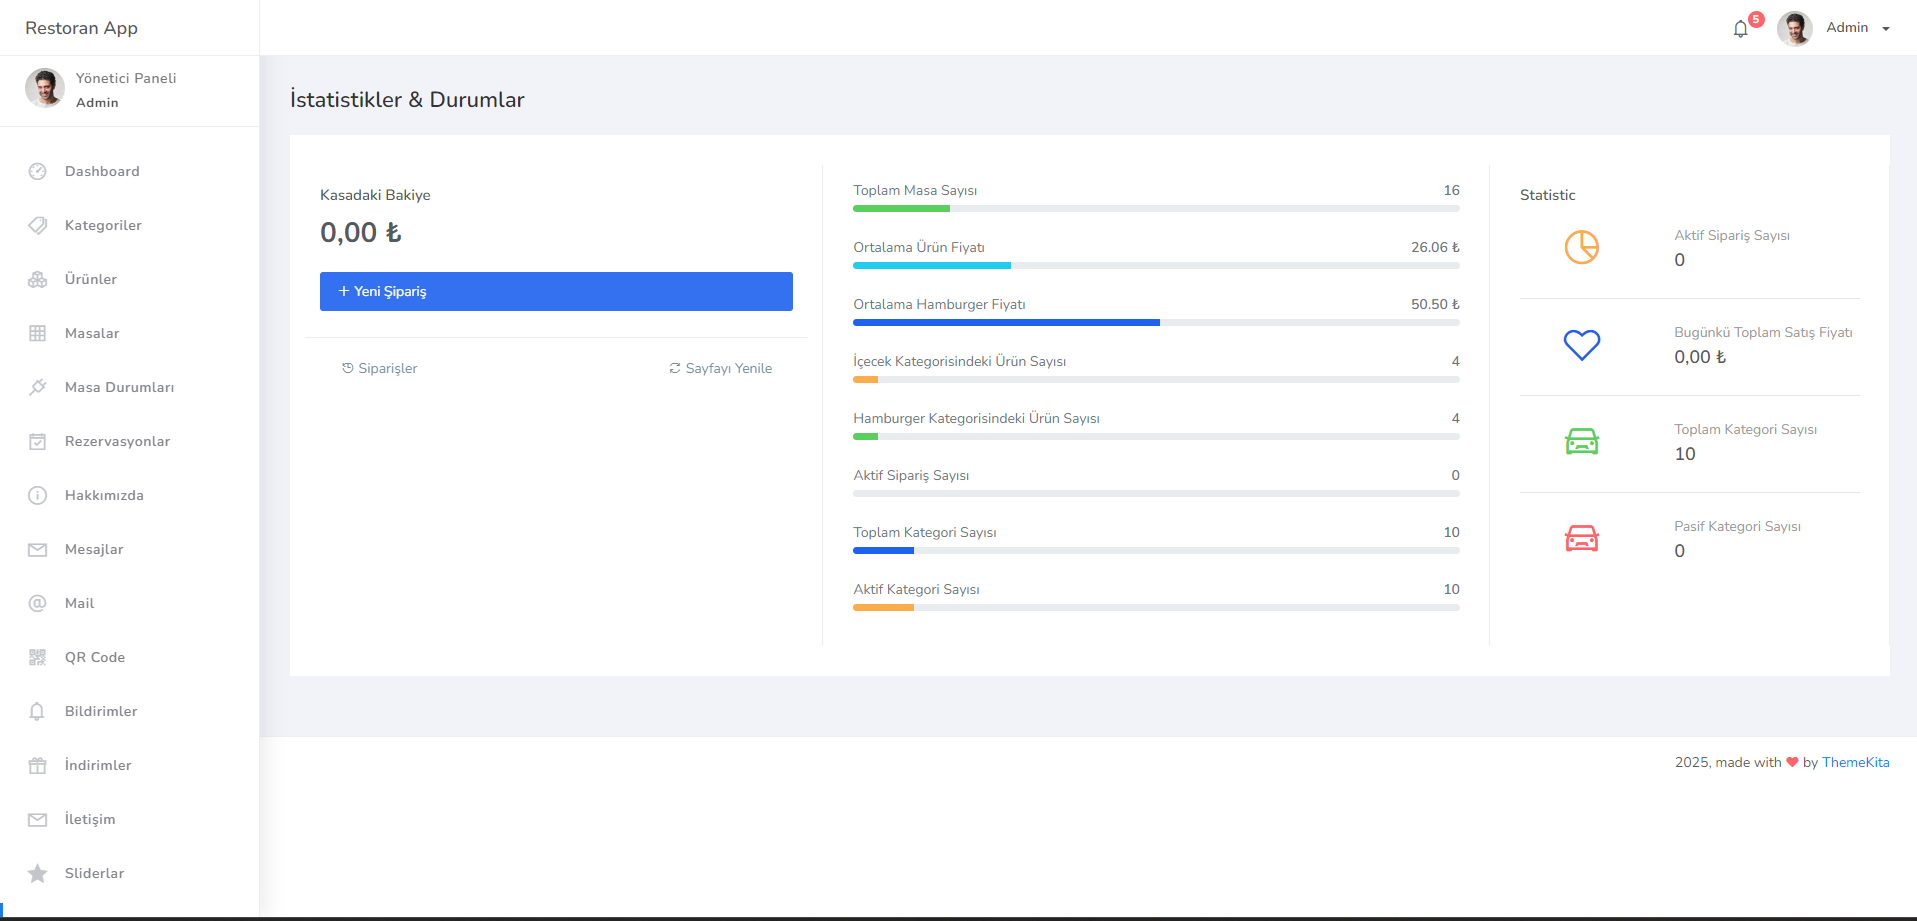 Restoran App
5
Admin
Yönetici Paneli
Admin
Dashboard
Kategoriler
Ürünler
Masalar
Masa Durumları
Rezervasyonlar
Hakkımızda
Mesajlar
Mail
QR Code
Bildirimler
İndirimler
İletişim
Sliderlar
İstatistikler & Durumlar
Kasadaki Bakiye
0,00 ₺
+ Yeni Şipariş
Siparişler
Sayfayı Yenile
Toplam Masa Sayısı 16
Ortalama Ürün Fiyatı 26.06 ₺
Ortalama Hamburger Fiyatı 50.50 ₺
İçecek Kategorisindeki Ürün Sayısı 4
Hamburger Kategorisindeki Ürün Sayısı 4
Aktif Sipariş Sayısı 0
Toplam Kategori Sayısı 10
Aktif Kategori Sayısı 10
Statistic
Aktif Sipariş Sayısı
0
Bugünkü Toplam Satış Fiyatı
0,00 ₺
Toplam Kategori Sayısı
10
Pasif Kategori Sayısı
0
2025, made with ❤ by ThemeKita